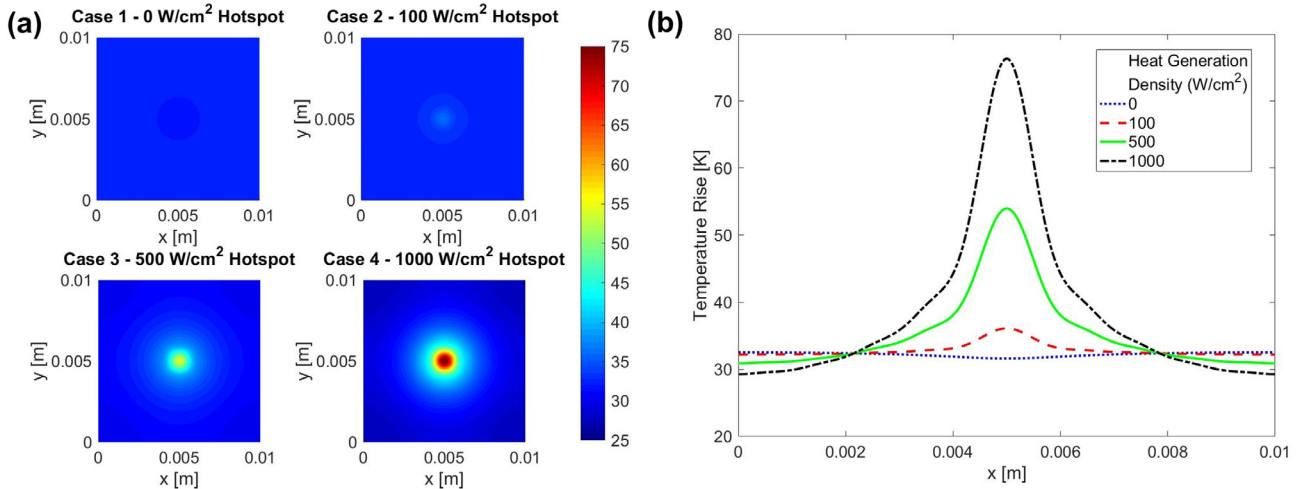 (a)
Case 1 - 0 W/cm² Hotspot
0.01
0.005
0
y [m]
0 0.005 0.01
x [m]
Case 2 - 100 W/cm² Hotspot
0.01
0.005
0
y [m]
0 0.005 0.01
x [m]
Case 3 - 500 W/cm² Hotspot
0.01
0.005
0
y [m]
0 0.005 0.01
x [m]
Case 4 - 1000 W/cm² Hotspot
0.01
0.005
0
y [m]
0 0.005 0.01
x [m]
75
70
65
60
55
50
45
40
35
30
25
(b)
80
70
60
50
40
30
20
Temperature Rise [K]
Heat Generation
Density (W/cm²)
0
100
500
1000
0 0.002 0.004 0.006 0.008 0.01
x [m]